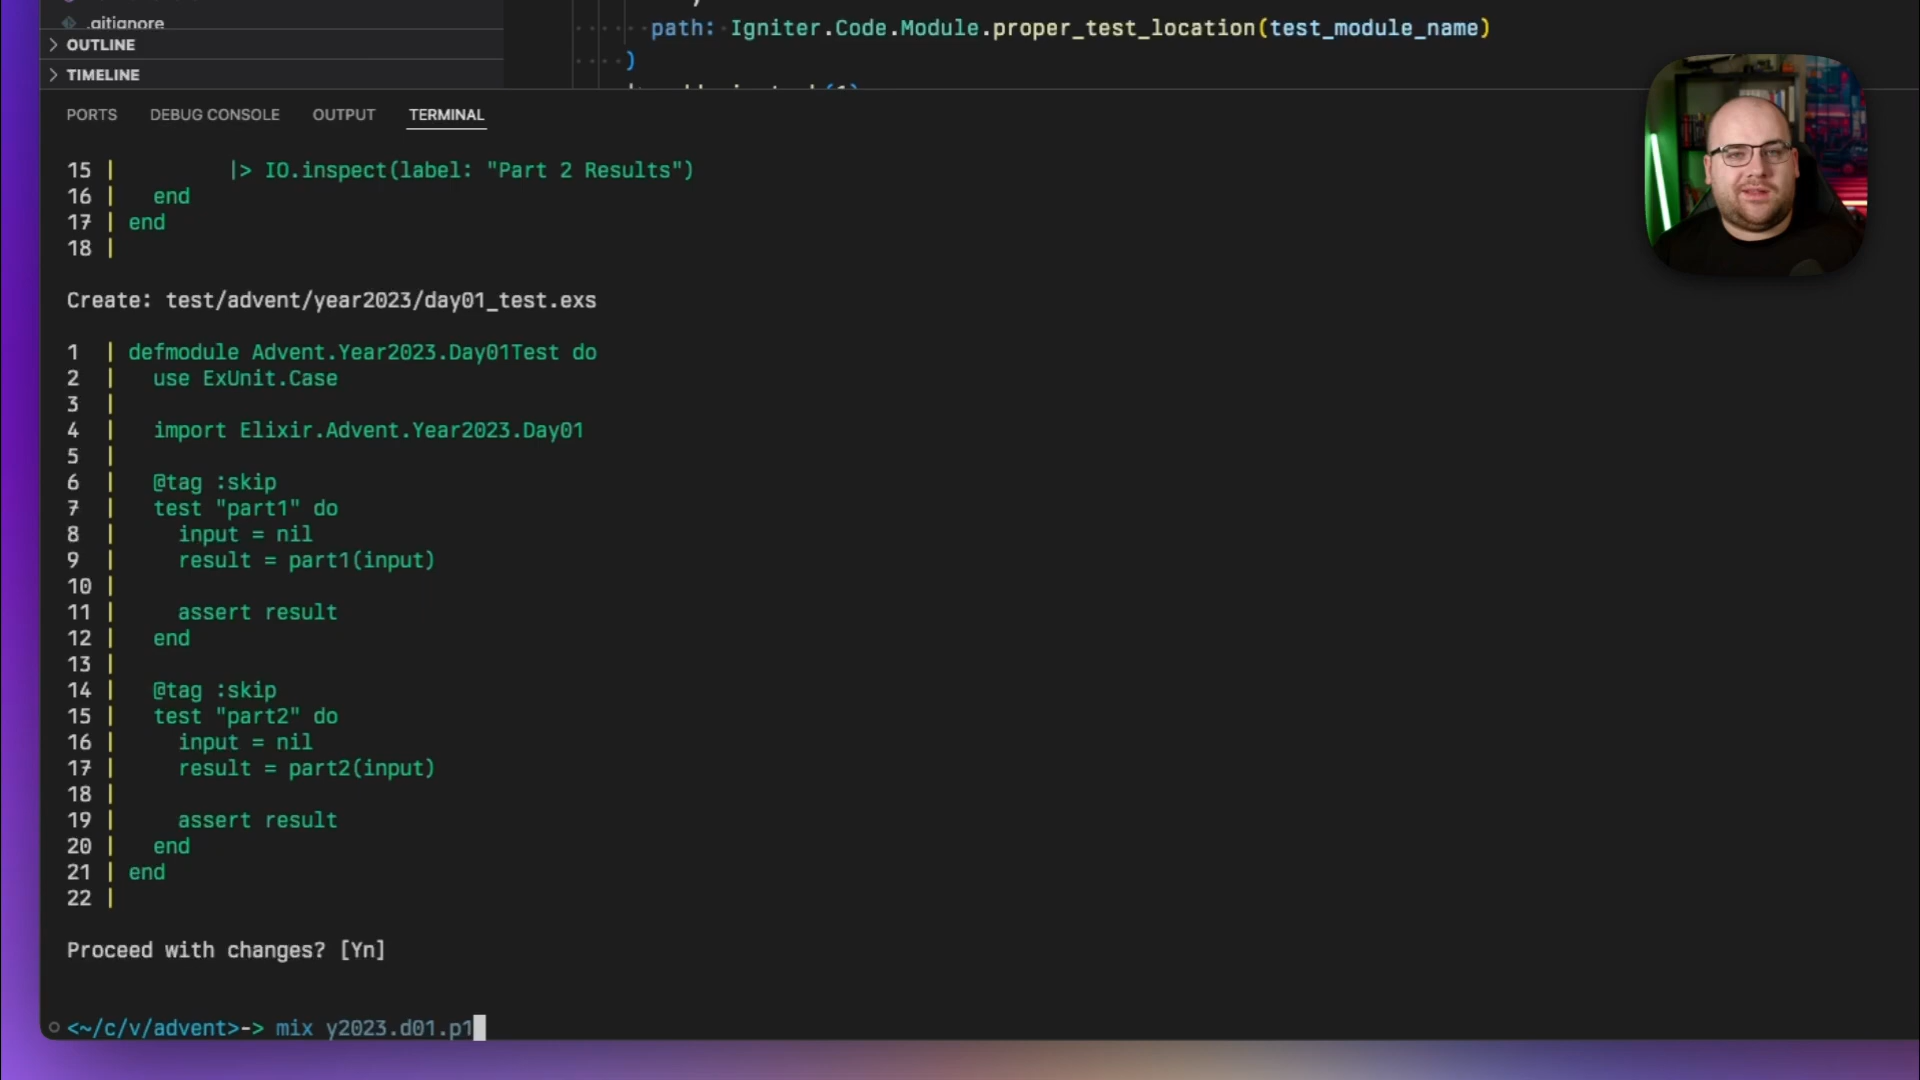 .gitignore
OUTLINE
TIMELINE
path: Igniter.Code.Module.proper_test_location(test_module_name)
)
PORTS DEBUG CONSOLE OUTPUT TERMINAL
15 | |> IO.inspect(label: "Part 2 Results")
16 | end
17 | end
18 |
Create: test/advent/year2023/day01_test.exs
1 | defmodule Advent.Year2023.Day01Test do
2 | use ExUnit.Case
3 |
4 | import Elixir.Advent.Year2023.Day01
5 |
6 | @tag :skip
7 | test "part1" do
8 | input = nil
9 | result = part1(input)
10 |
11 | assert result
12 | end
13 |
14 | @tag :skip
15 | test "part2" do
16 | input = nil
17 | result = part2(input)
18 |
19 | assert result
20 | end
21 | end
22 |
Proceed with changes? [Yn]
<~/c/v/advent>-> mix y2023.d01.p1